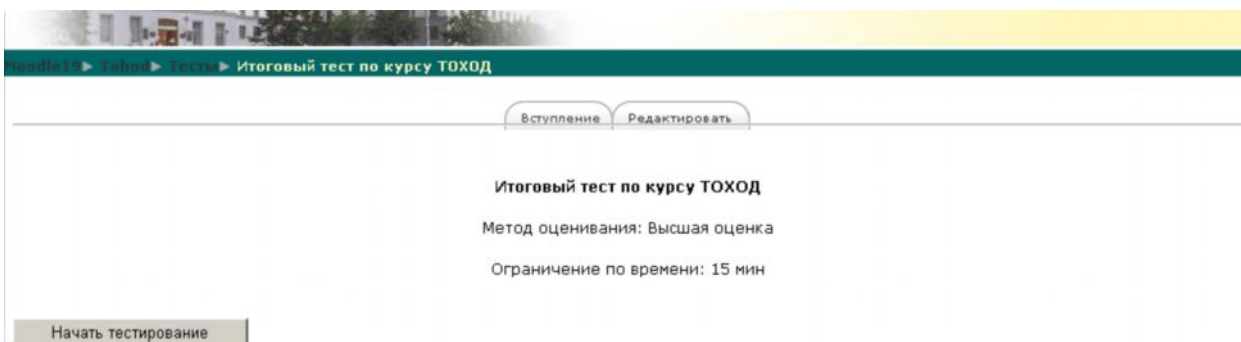 Moodle19► Tohod► Тесты► Итоговый тест по курсу ТОХОД
Вступление Редактировать
Итоговый тест по курсу ТОХОД
Метод оценивания: Высшая оценка
Ограничение по времени: 15 мин
Начать тестирование